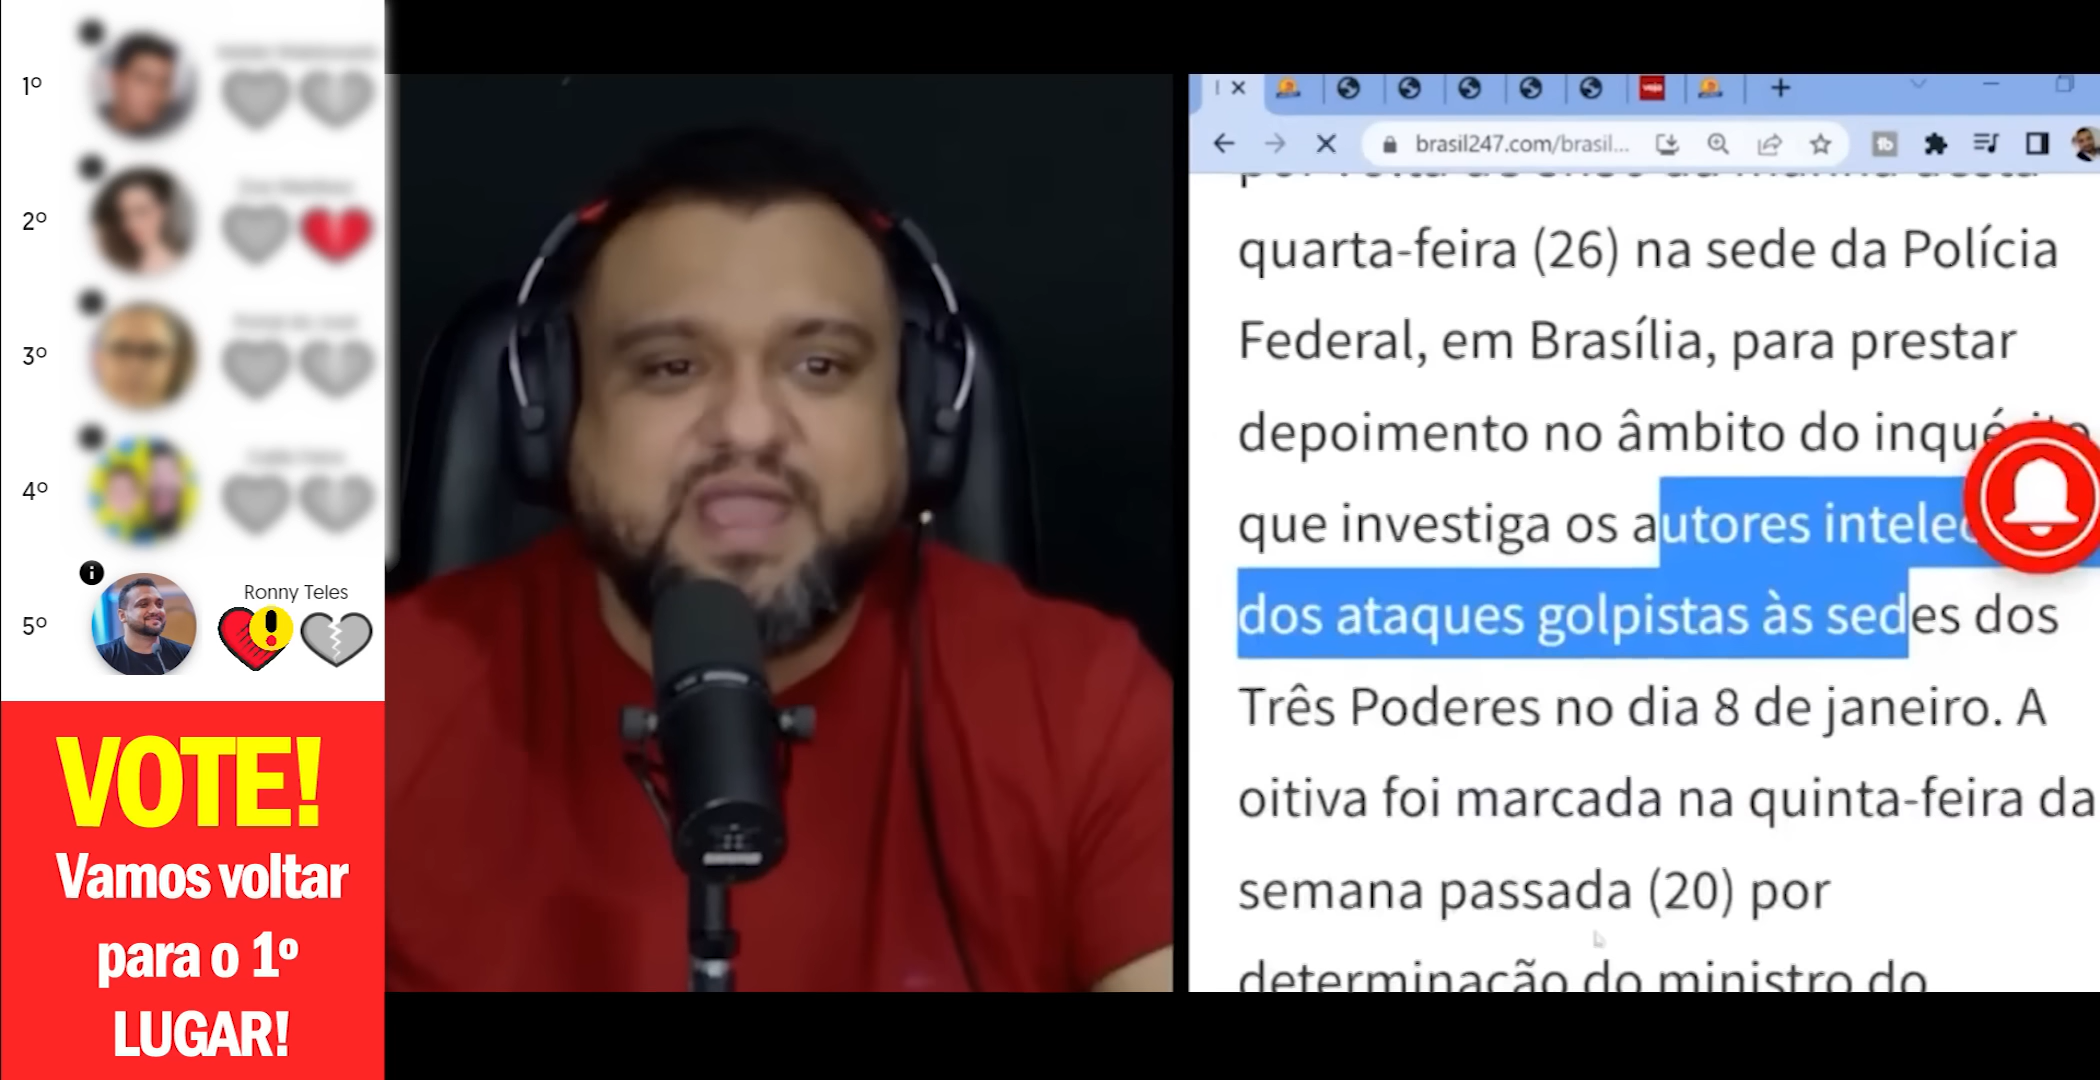 1º
2º
3º
4º
5º
Ronny Teles
VOTE!
Vamos voltar
para o 1º
LUGAR!
veja
brasil247.com/brasil...
quarta-feira (26) na sede da Polícia
Federal, em Brasília, para prestar
depoimento no âmbito do
que investiga os autores
dos ataques golpistas às sedes dos
Três Poderes no dia 8 de janeiro. A
oitiva foi marcada na quinta-feira da
semana passada (20) por
determinação do ministro do